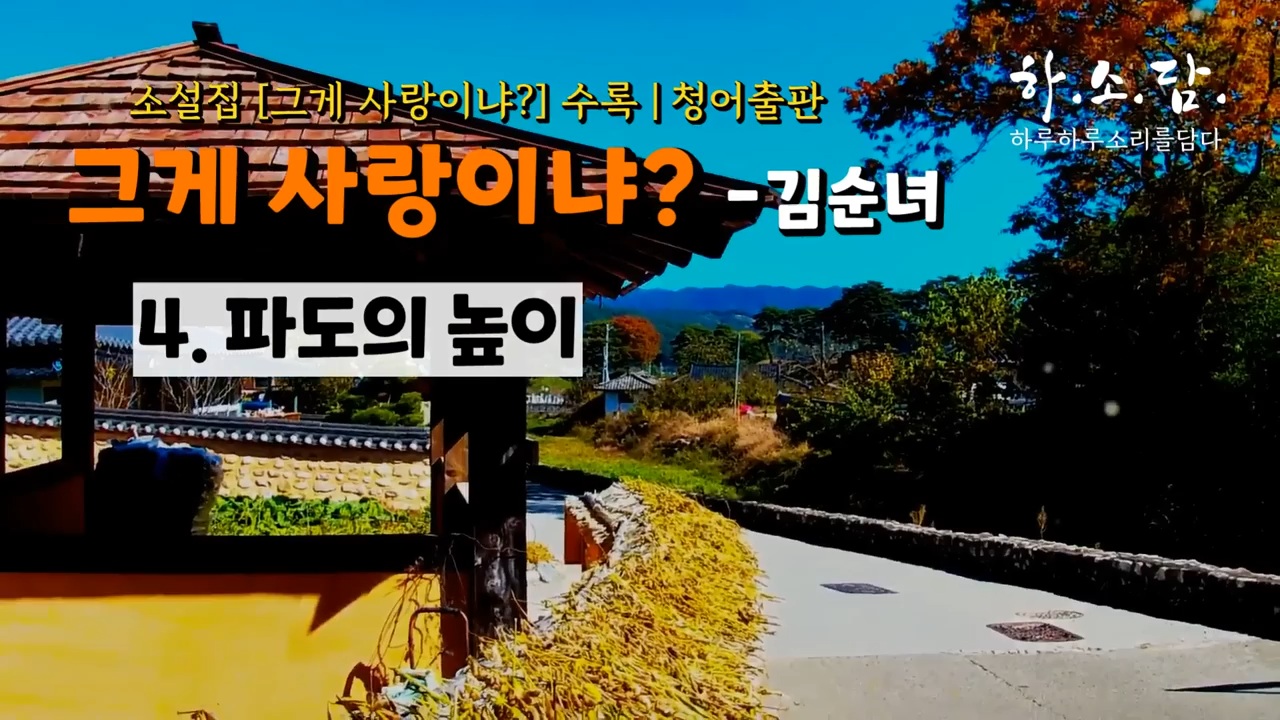 소설집 [그게 사랑이냐?] 수록 | 청어출판
그게 사랑이냐? - 김순녀
4. 파도의 높이
하.소.담.
하루하루소리를담다